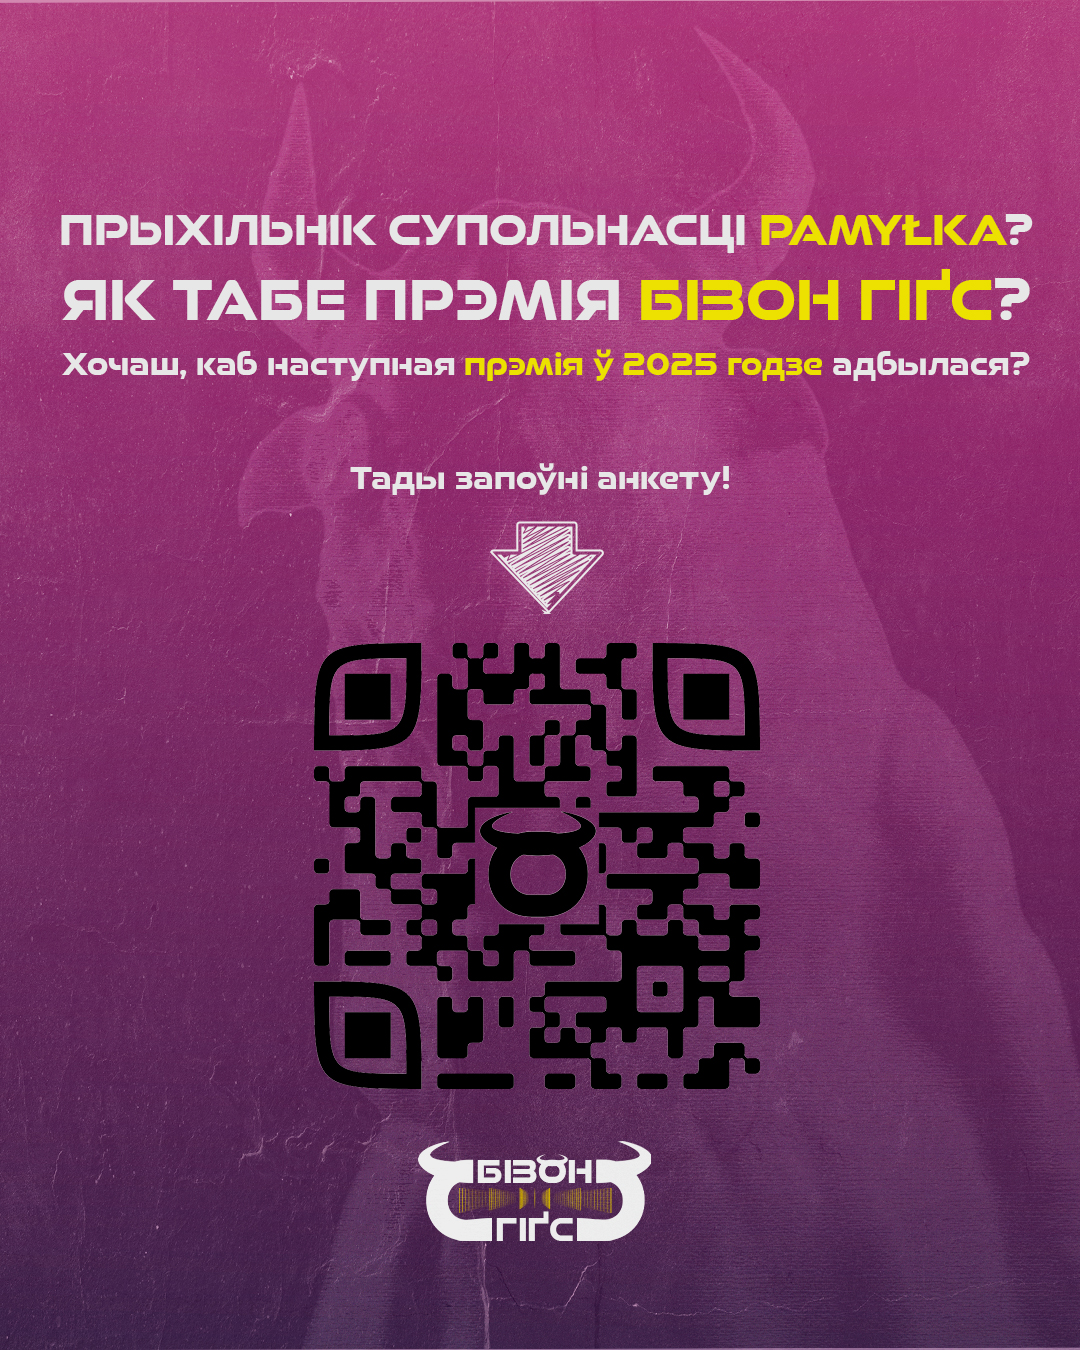 ПРЫХІЛЬНІК СУПОЛЬНАСЦІ РАМУŁКА?
ЯК ТАБЕ ПРЭМІЯ БІЗОН ГІҐС?
Хочаш, каб наступная прэмія ў 2025 годзе адбылася?
Тады запоўні анкету!
БІЗОН
ГІҐС